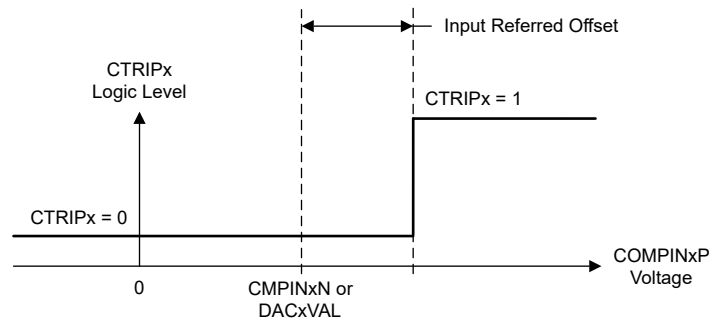 Input Referred Offset
CTRIPx
Logic Level
CTRIPx = 1
CTRIPx = 0
COMPINxP
Voltage
0
CMPINxN or
DACxVAL